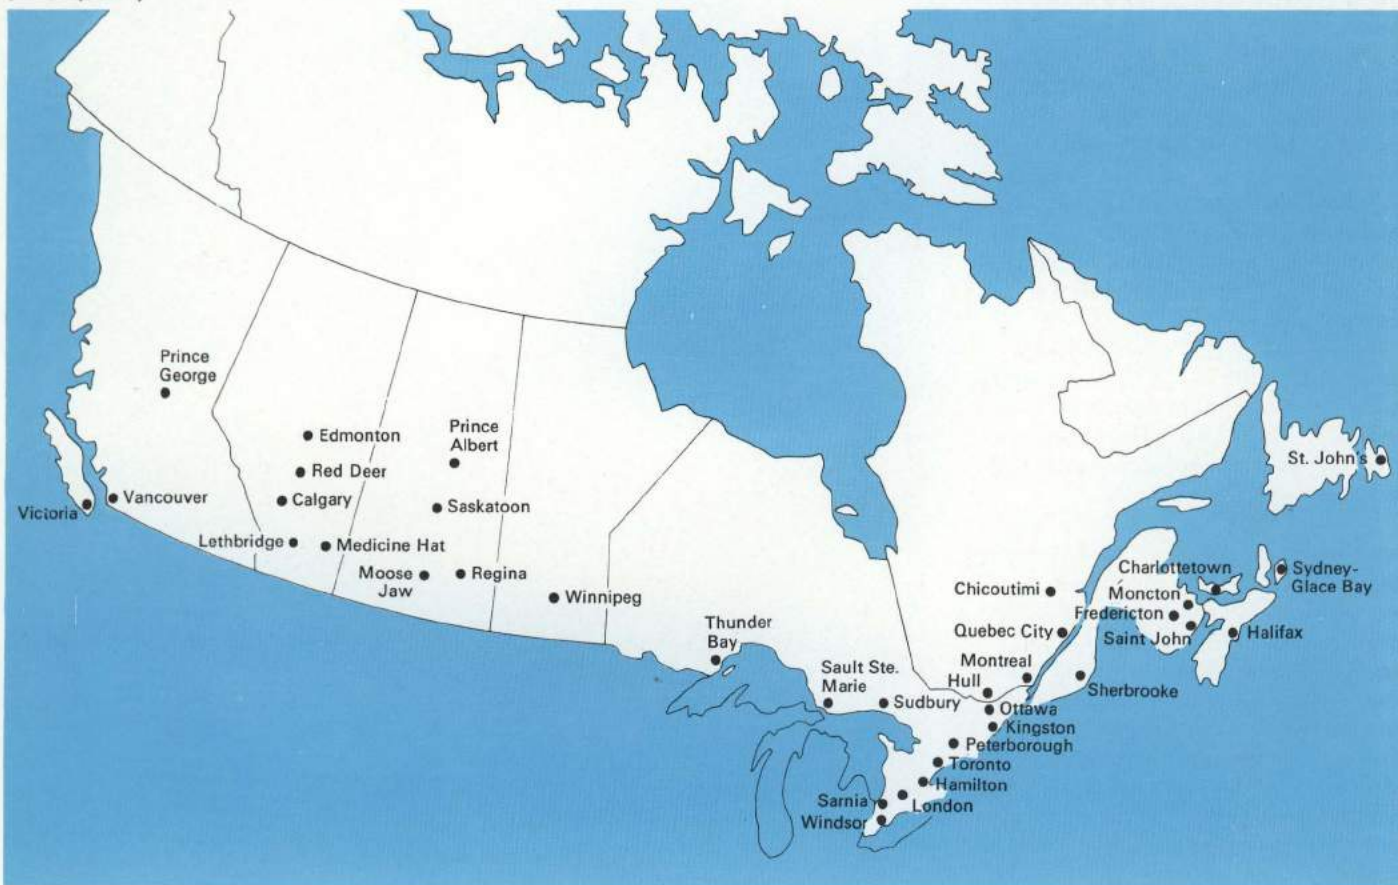 Prince
George
Edmonton
Prince
Albert
Red Deer
Calgary
Saskatoon
Vancouver
Victoria
Lethbridge
Medicine Hat
Moose
Jaw
Regina
Winnipeg
Thunder
Bay
Sault Ste.
Marie
Sudbury
Chicoutimi
Quebec City
Montreal
Hull
Ottawa
Kingston
Peterborough
Toronto
Hamilton
London
Sarnia
Windsor
Sherbrooke
Charlottetown
Moncton
Fredericton
Saint John
Halifax
Sydney-
Glace Bay
St. John's